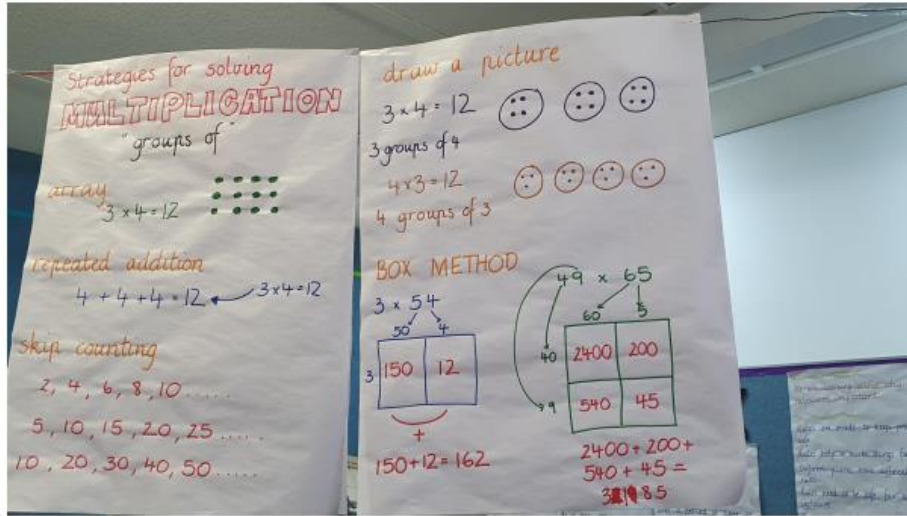 Strategies for solving
MULTIPLICATION
"groups of"
array
3 x 4 = 12
repeated addition
4 + 4 + 4 = 12
3 x 4 = 12
skip counting
2, 4, 6, 8, 10 .....
5, 10, 15, 20, 25 .....
10, 20, 30, 40, 50 .....
draw a picture
3 x 4 = 12
3 groups of 4
4 x 3 = 12
4 groups of 3
BOX METHOD
3 x 54
50 4
3 150 12
+
150 + 12 = 162
49 x 65
60 5
40 2400 200
9 540 45
2400 + 200 +
540 + 45 =
3185